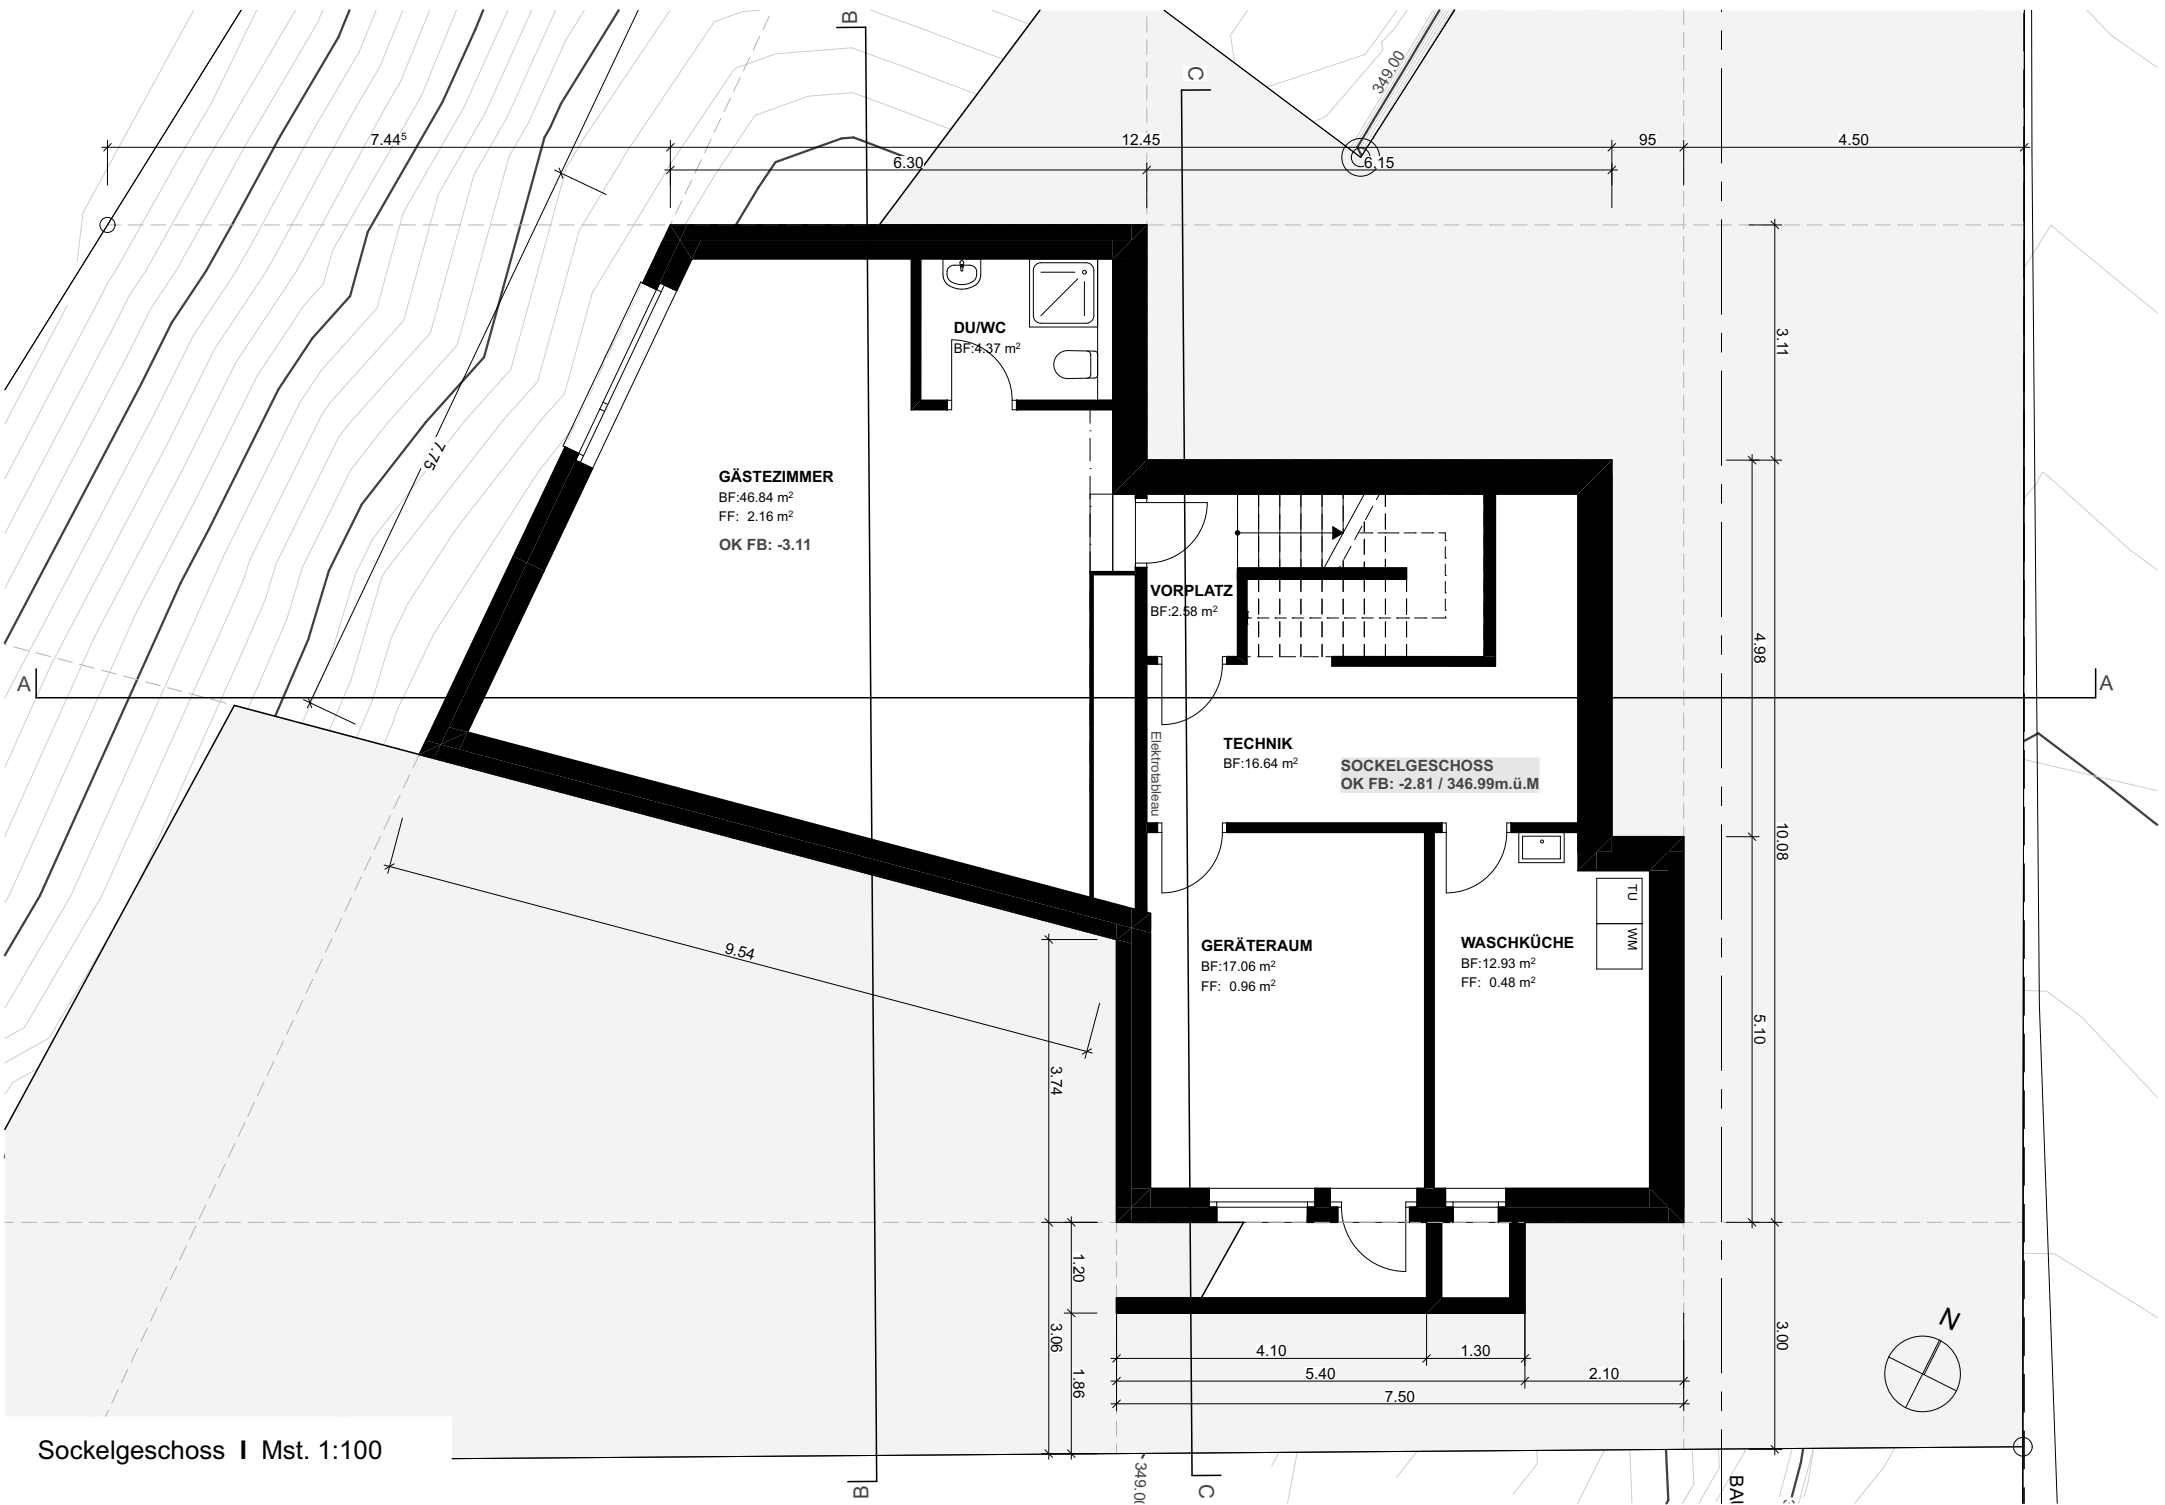 B
C
349.00
7.44⁵
12.45
95
4.50
6.30
6.15
3.11
DU/WC
BF:4.37 m²
7.75
GÄSTEZIMMER
BF:46.84 m²
FF: 2.16 m²
OK FB: -3.11
VORPLATZ
BF:2.58 m²
4.98
A
A
Elektrotableau
TECHNIK
BF:16.64 m²
SOCKELGESCHOSS
OK FB: -2.81 / 346.99m.ü.M
10.08
TU
WM
9.54
GERÄTERAUM
BF:17.06 m²
FF: 0.96 m²
WASCHKÜCHE
BF:12.93 m²
FF: 0.48 m²
5.10
3.74
1.20
3.06
1.86
3.00
N
4.10
1.30
5.40
2.10
7.50
Sockelgeschoss I Mst. 1:100
B
349.00
C
BAU